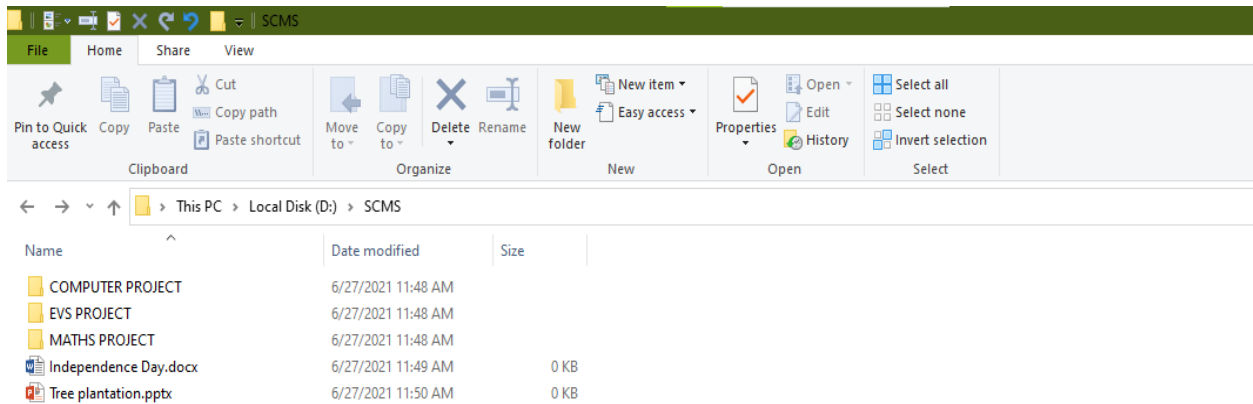 SCMS
File Home Share View
Pin to Quick access
Copy
Paste
Cut
Copy path
Paste shortcut
Clipboard
Move to
Copy to
Delete
Rename
Organize
New folder
New item
Easy access
New
Properties
Open
Edit
History
Open
Select all
Select none
Invert selection
Select
This PC > Local Disk (D:) > SCMS
Name Date modified Size
COMPUTER PROJECT 6/27/2021 11:48 AM
EVS PROJECT 6/27/2021 11:48 AM
MATHS PROJECT 6/27/2021 11:48 AM
Independence Day.docx 6/27/2021 11:49 AM 0 KB
Tree plantation.pptx 6/27/2021 11:50 AM 0 KB